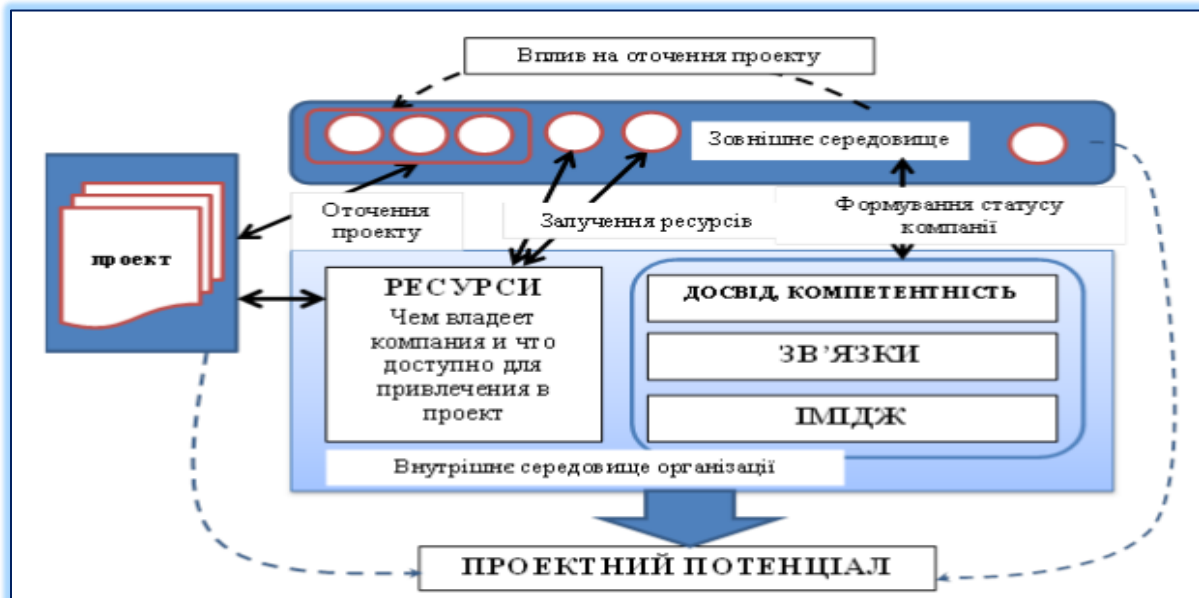 Вплив на оточення проекту
Зовнішнє середовище
Оточення
проекту
Залучення ресурсів
Формування статусу
компанії
проект
РЕСУРСИ
Чем владеет
компания и что
доступно для
привлечения в
проект
ДОСВІД, КОМПЕТЕНТНІСТЬ
ЗВ’ЯЗКИ
ІМІДЖ
Внутрішнє середовище організації
ПРОЕКТНИЙ ПОТЕНЦІАЛ